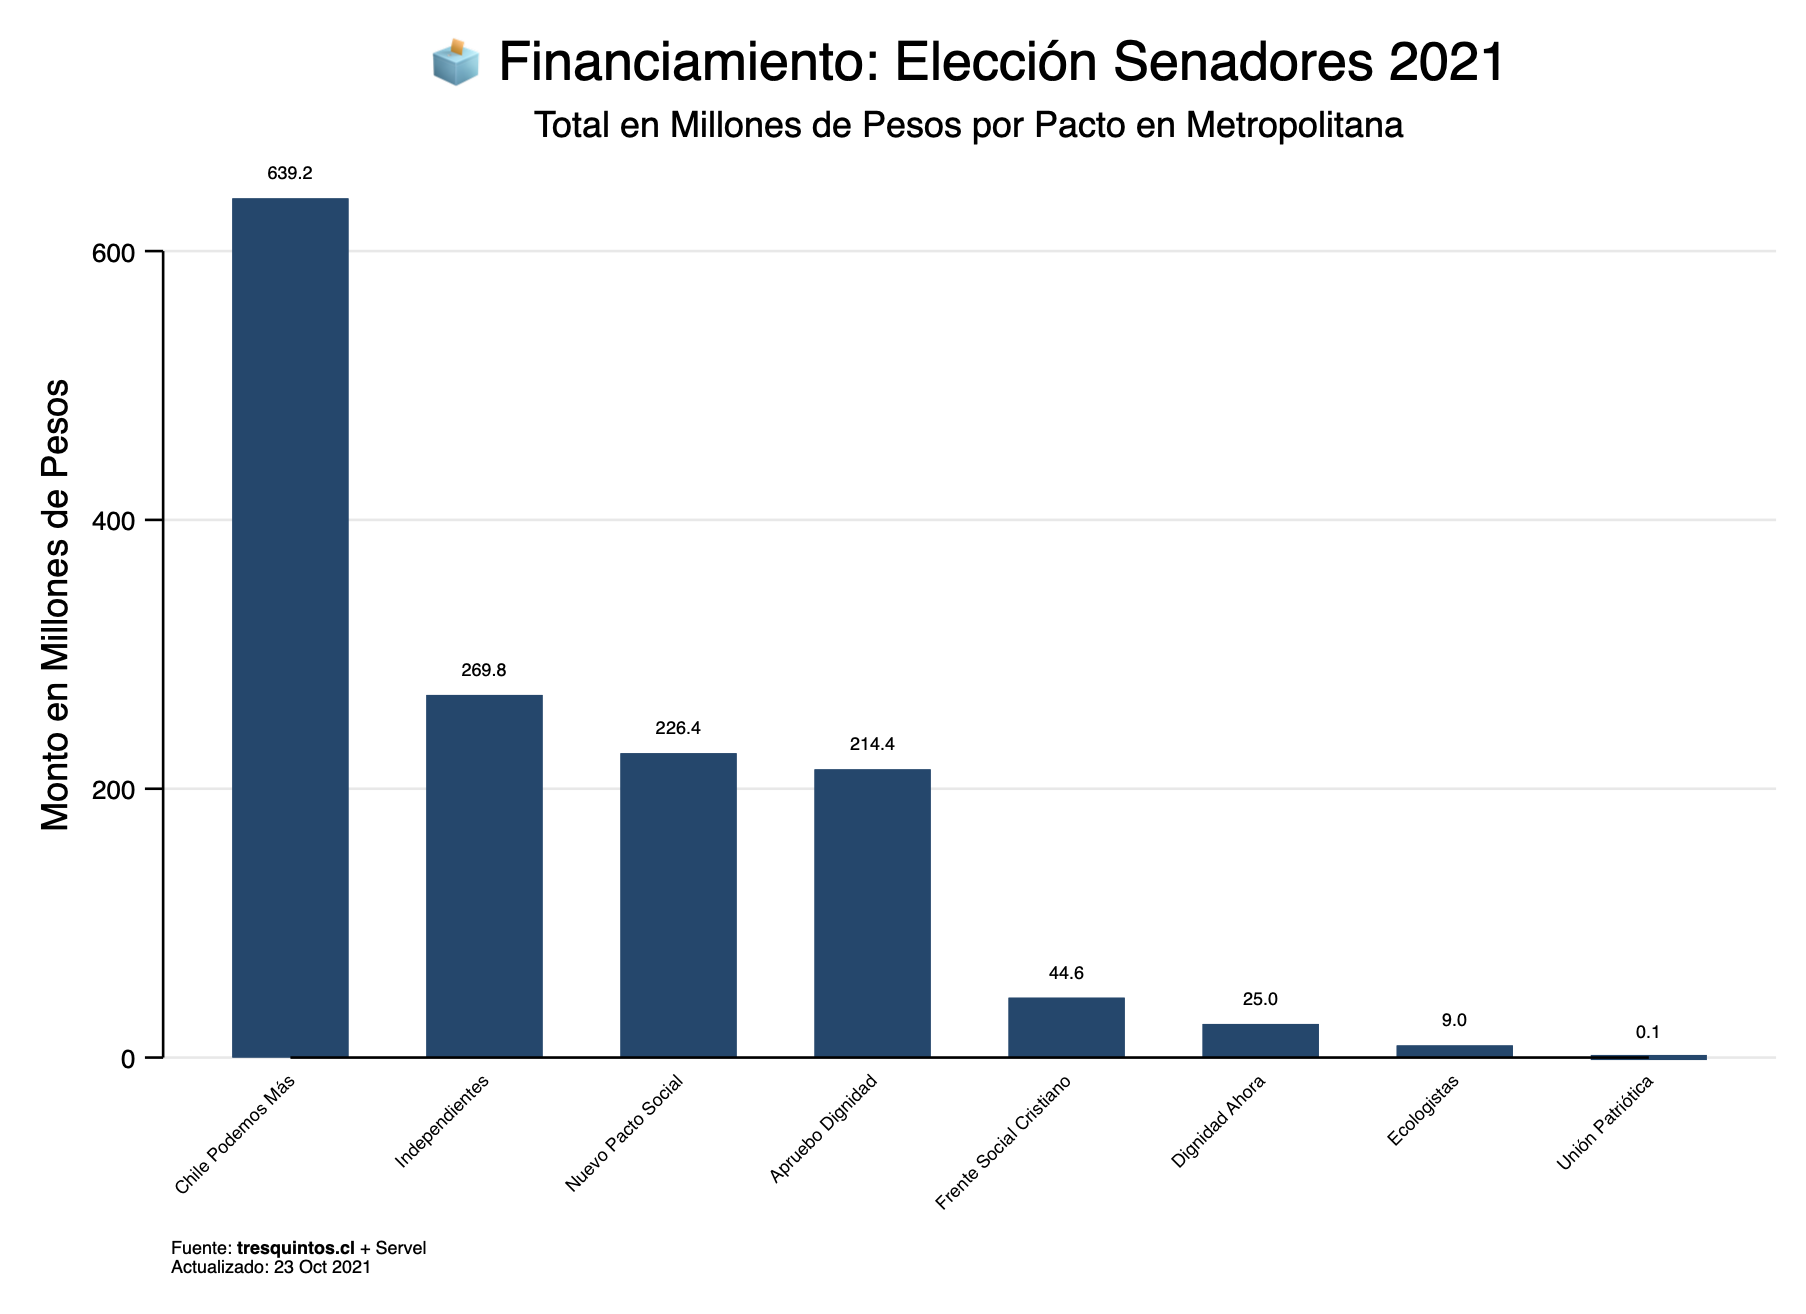 Financiamiento: Elección Senadores 2021
Total en Millones de Pesos por Pacto en Metropolitana
Monto en Millones de Pesos
600
400
200
0
639.2
269.8
226.4
214.4
44.6
25.0
9.0
0.1
Chile Podemos Más
Independientes
Nuevo Pacto Social
Apruebo Dignidad
Frente Social Cristiano
Dignidad Ahora
Ecologistas
Unión Patriótica
Fuente: tresquintos.cl + Servel
Actualizado: 23 Oct 2021